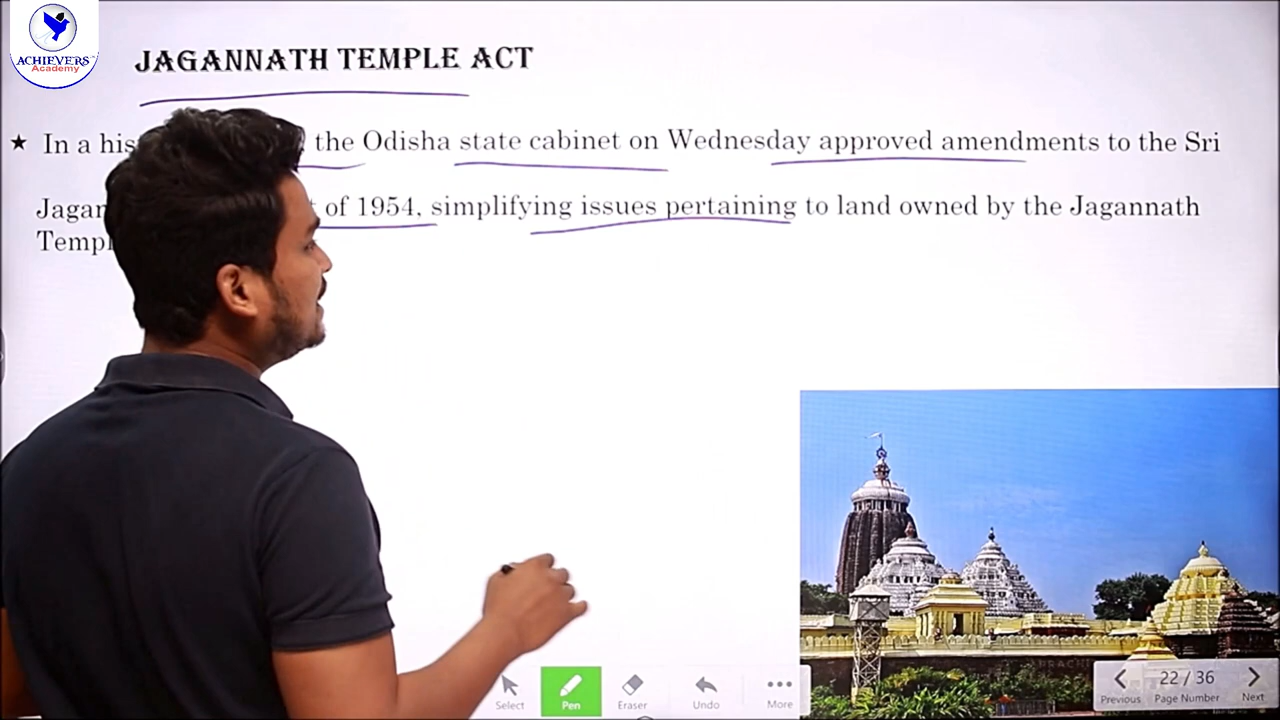 ACHIEVERS
Academy
JAGANNATH TEMPLE ACT
★ In a his the Odisha state cabinet on Wednesday approved amendments to the Sri
Jagan of 1954, simplifying issues pertaining to land owned by the Jagannath
Templ
PRACHI
22 / 36
Previous Page Number Next
Select Pen Eraser Undo More